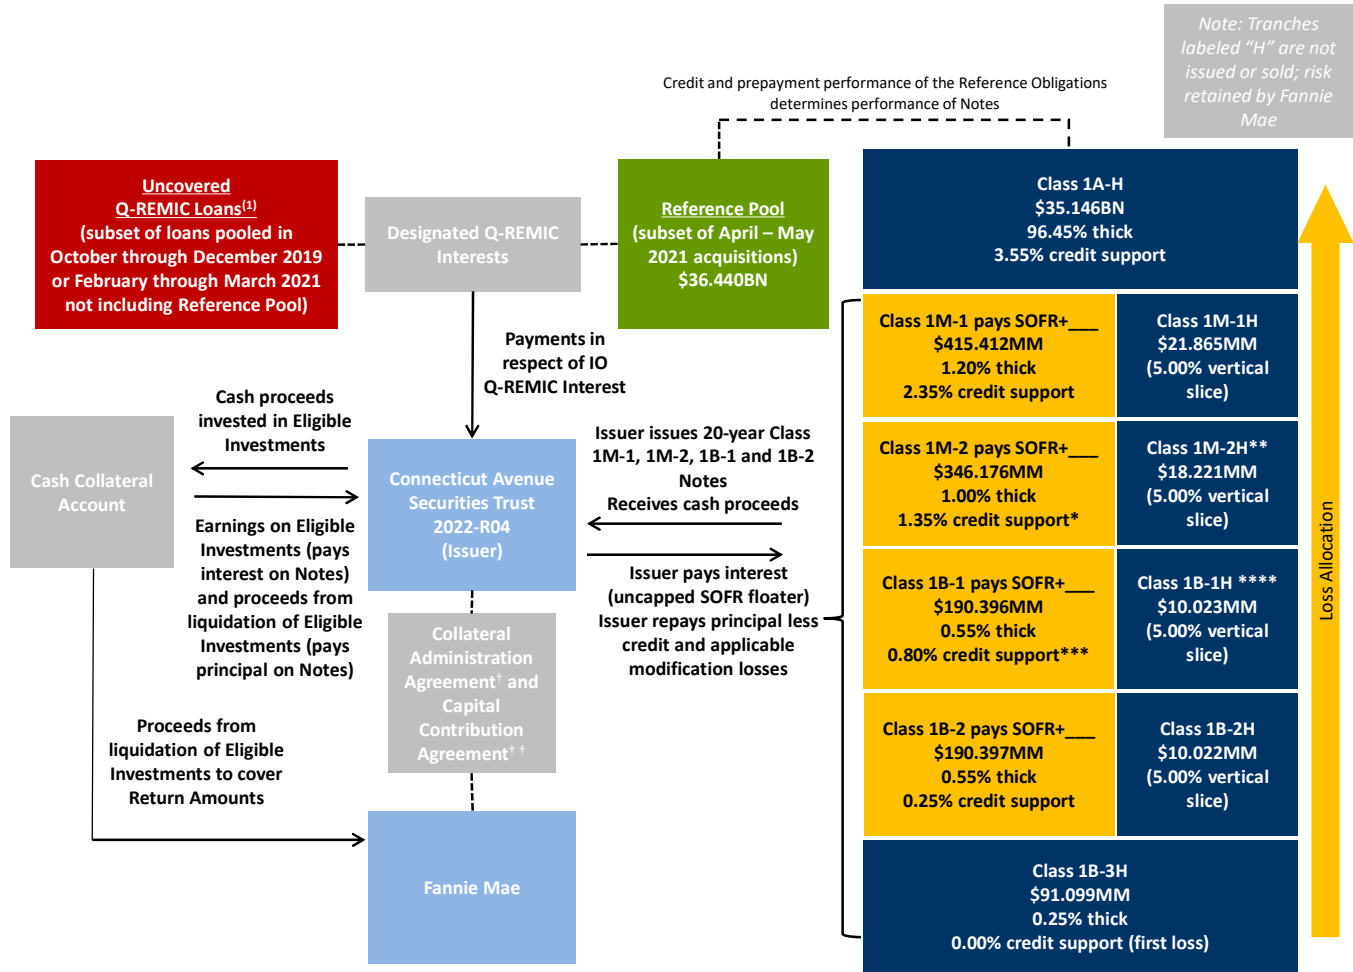 Note: Tranches
labeled “H” are not
issued or sold; risk
retained by Fannie
Mae
Credit and prepayment performance of the Reference Obligations
determines performance of Notes
Uncovered
Q-REMIC Loans(1)
(subset of loans pooled in
October through December 2019
or February through March 2021
not including Reference Pool)
Designated Q-REMIC
Interests
Reference Pool
(subset of April – May
2021 acquisitions)
$36.440BN
Class 1A-H
$35.146BN
96.45% thick
3.55% credit support
Payments in
respect of IO
Q-REMIC Interest
Class 1M-1 pays SOFR+___
$415.412MM
1.20% thick
2.35% credit support
Class 1M-1H
$21.865MM
(5.00% vertical
slice)
Cash proceeds
invested in Eligible
Investments
Cash Collateral
Account
Connecticut Avenue
Securities Trust
2022-R04
(Issuer)
Issuer issues 20-year Class
1M-1, 1M-2, 1B-1 and 1B-2
Notes
Receives cash proceeds
Class 1M-2 pays SOFR+___
$346.176MM
1.00% thick
1.35% credit support*
Class 1M-2H**
$18.221MM
(5.00% vertical
slice)
Earnings on Eligible
Investments (pays
interest on Notes)
and proceeds from
liquidation of Eligible
Investments (pays
principal on Notes)
Issuer pays interest
(uncapped SOFR floater)
Issuer repays principal less
credit and applicable
modification losses
Class 1B-1 pays SOFR+___
$190.396MM
0.55% thick
0.80% credit support***
Class 1B-1H ****
$10.023MM
(5.00% vertical
slice)
Loss Allocation
Collateral
Administration
Agreement† and
Capital
Contribution
Agreement† †
Proceeds from
liquidation of Eligible
Investments to cover
Return Amounts
Class 1B-2 pays SOFR+___
$190.397MM
0.55% thick
0.25% credit support
Class 1B-2H
$10.022MM
(5.00% vertical
slice)
Fannie Mae
Class 1B-3H
$91.099MM
0.25% thick
0.00% credit support (first loss)